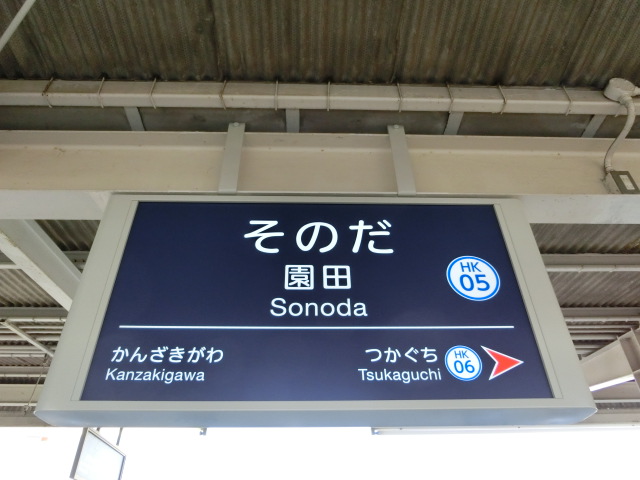 そのだ
園田
Sonoda
HK
05
かんざきがわ
Kanzakigawa
つかぐち
Tsukaguchi
HK
06